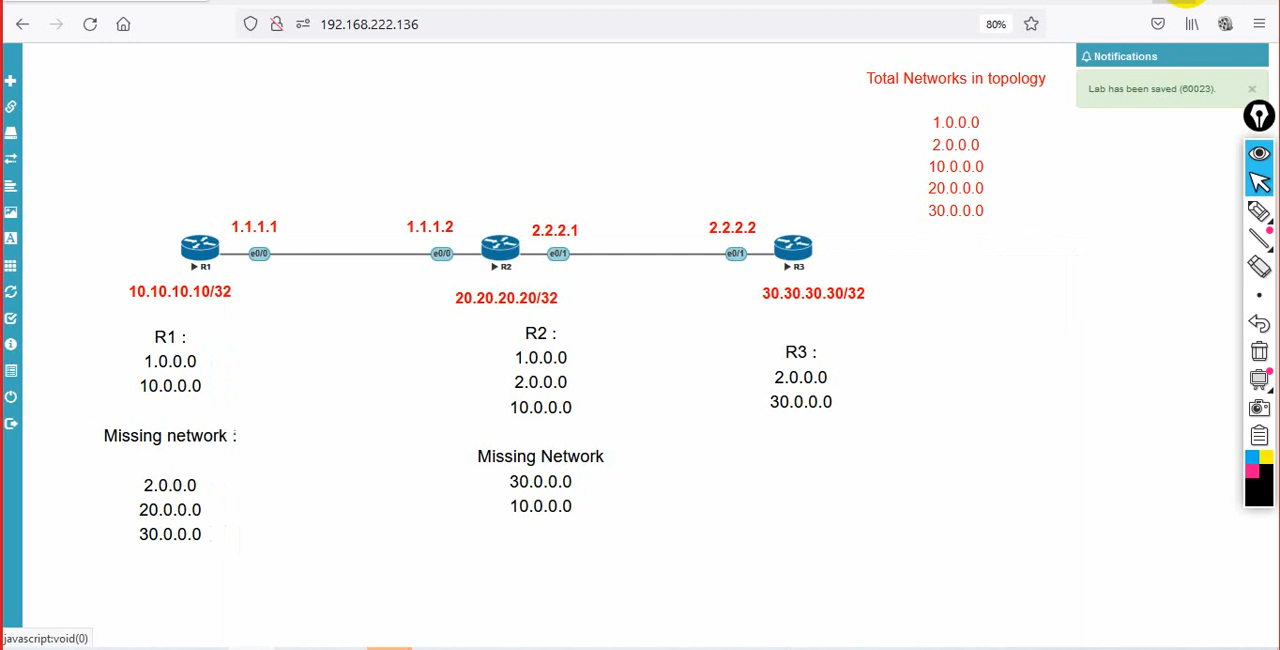 192.168.222.136
80%
Notifications
Lab has been saved (60023).
Total Networks in topology
1.0.0.0
2.0.0.0
10.0.0.0
20.0.0.0
30.0.0.0
1.1.1.1
1.1.1.2
2.2.2.1
2.2.2.2
e0/0
e0/0
e0/1
e0/1
R1
R2
R3
10.10.10.10/32
20.20.20.20/32
30.30.30.30/32
R1 :
1.0.0.0
10.0.0.0
Missing network :
2.0.0.0
20.0.0.0
30.0.0.0
R2 :
1.0.0.0
2.0.0.0
10.0.0.0
Missing Network
30.0.0.0
10.0.0.0
R3 :
2.0.0.0
30.0.0.0
javascript:void(0)